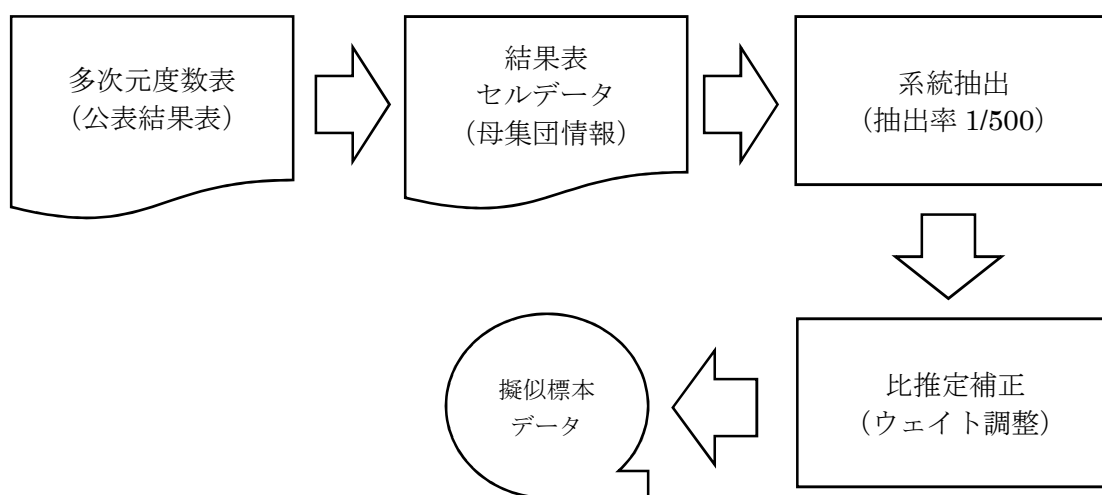 多次元度数表
（公表結果表）
結果表
セルデータ
（母集団情報）
系統抽出
（抽出率 1/500）
比推定補正
（ウェイト調整）
擬似標本
データ